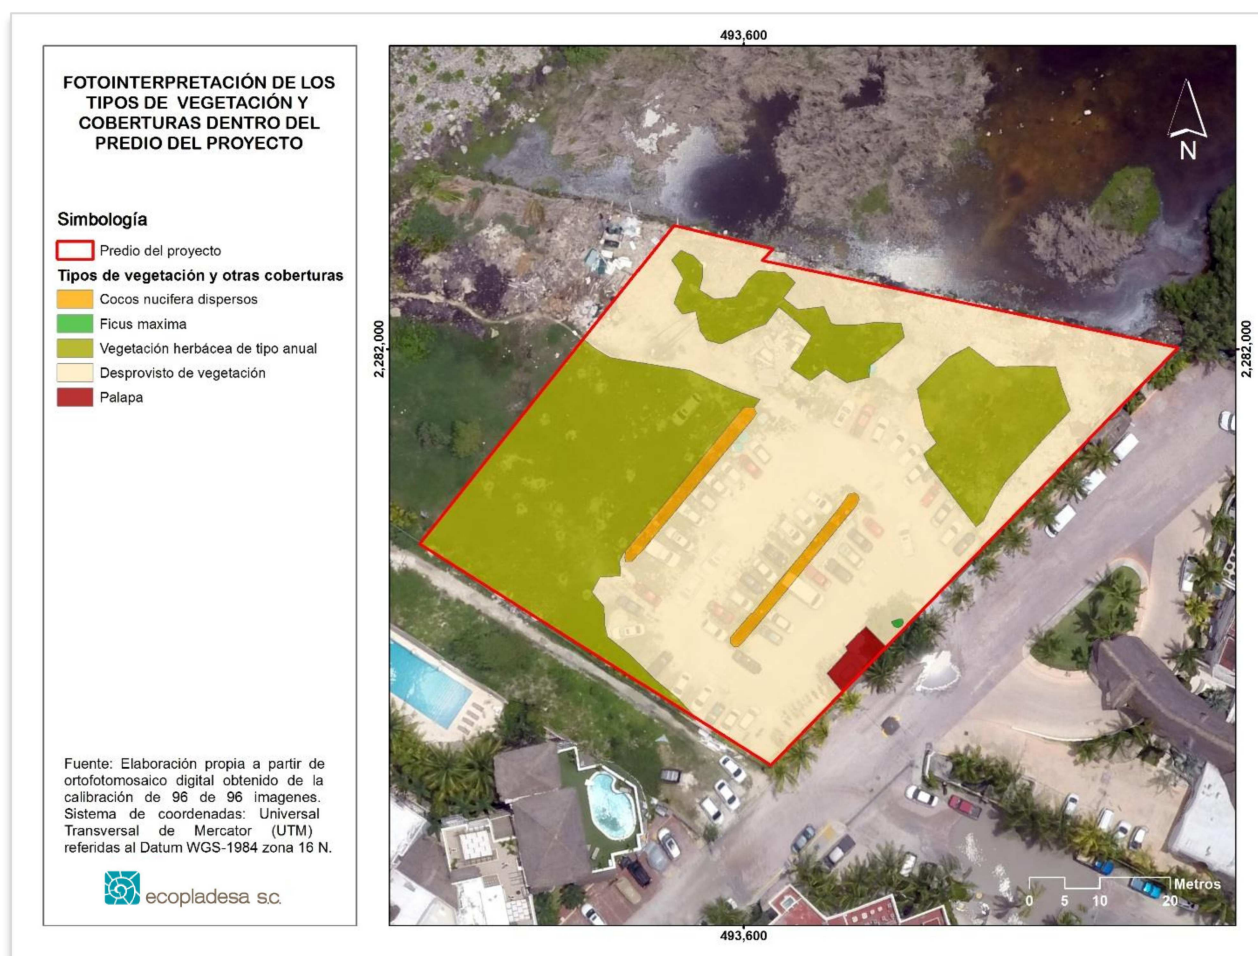 FOTOINTERPRETACIÓN DE LOS
TIPOS DE VEGETACIÓN Y
COBERTURAS DENTRO DEL
PREDIO DEL PROYECTO
Simbología
Predio del proyecto
Tipos de vegetación y otras coberturas
Cocos nucifera dispersos
Ficus maxima
Vegetación herbácea de tipo anual
Desprovisto de vegetación
Palapa
Fuente: Elaboración propia a partir de
ortofotomosaico digital obtenido de la
calibración de 96 de 96 imagenes.
Sistema de coordenadas: Universal
Transversal de Mercator (UTM)
referidas al Datum WGS-1984 zona 16 N.
ecopladesa s.c.
493,600
2,282,000
N
2,282,000
Metros
0 5 10 20
493,600